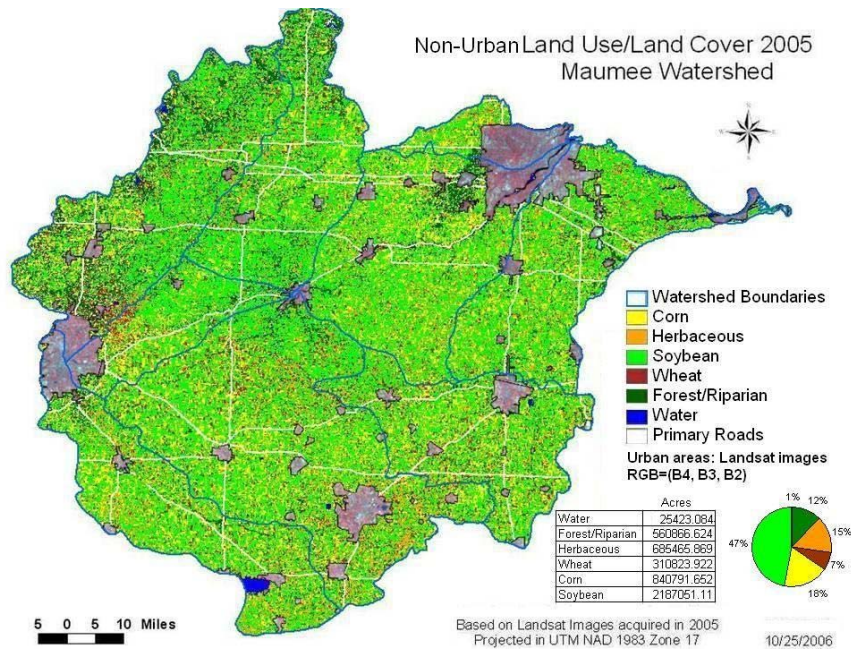 Non-Urban Land Use/Land Cover 2005
Maumee Watershed
N
Watershed Boundaries
Corn
Herbaceous
Soybean
Wheat
Forest/Riparian
Water
Primary Roads
Urban areas: Landsat images
RGB=(B4, B3, B2)
Acres
Water 25423.084
Forest/Riparian 560866.624
Herbaceous 685465.869
Wheat 310823.922
Corn 840791.652
Soybean 2187051.11
1% 12%
15%
47%
7%
18%
5 0 5 10 Miles
Based on Landsat Images acquired in 2005
Projected in UTM NAD 1983 Zone 17
10/25/2006